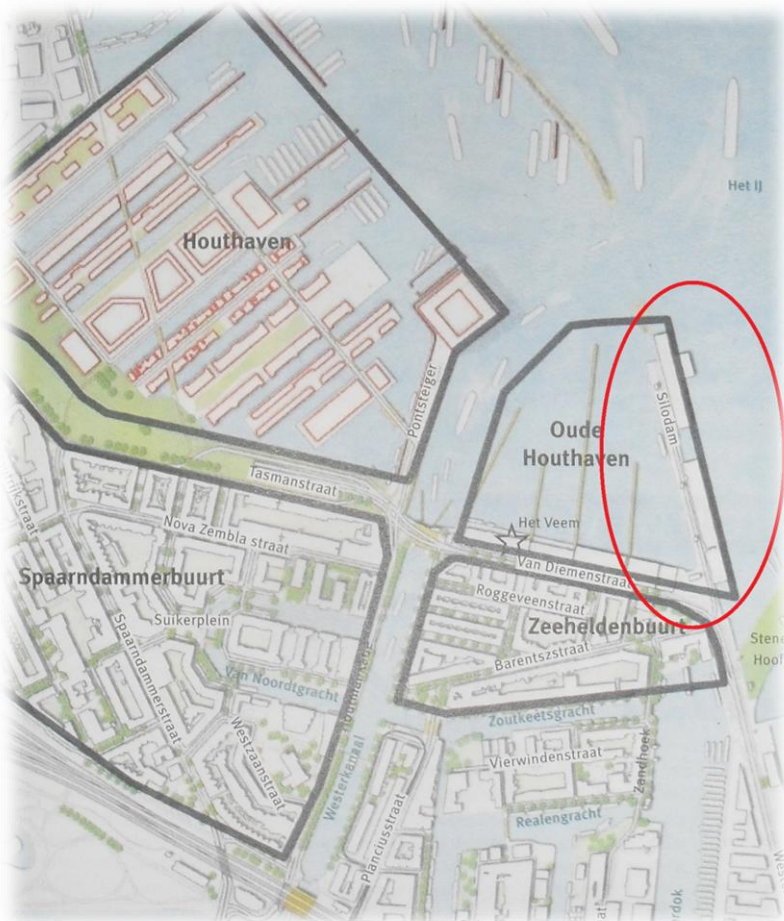 Het IJ
Houthaven
Pontsteiger
Silodam
Oude
Houthaven
Tasmanstraat
Het Veem
Nova Zembla straat
Van Diemenstraat
Spaarndammerbuurt
Roggeveenstraat
Zeeheldenbuurt
Suikerplein
Barentszstraat
Spaarndammerstraat
Van Noordtgracht
Zoutkeetsgracht
Westzaanstraat
Vierwindenstraat
Zandhoek
Westerkanaal
Realengracht
Planciusstraat